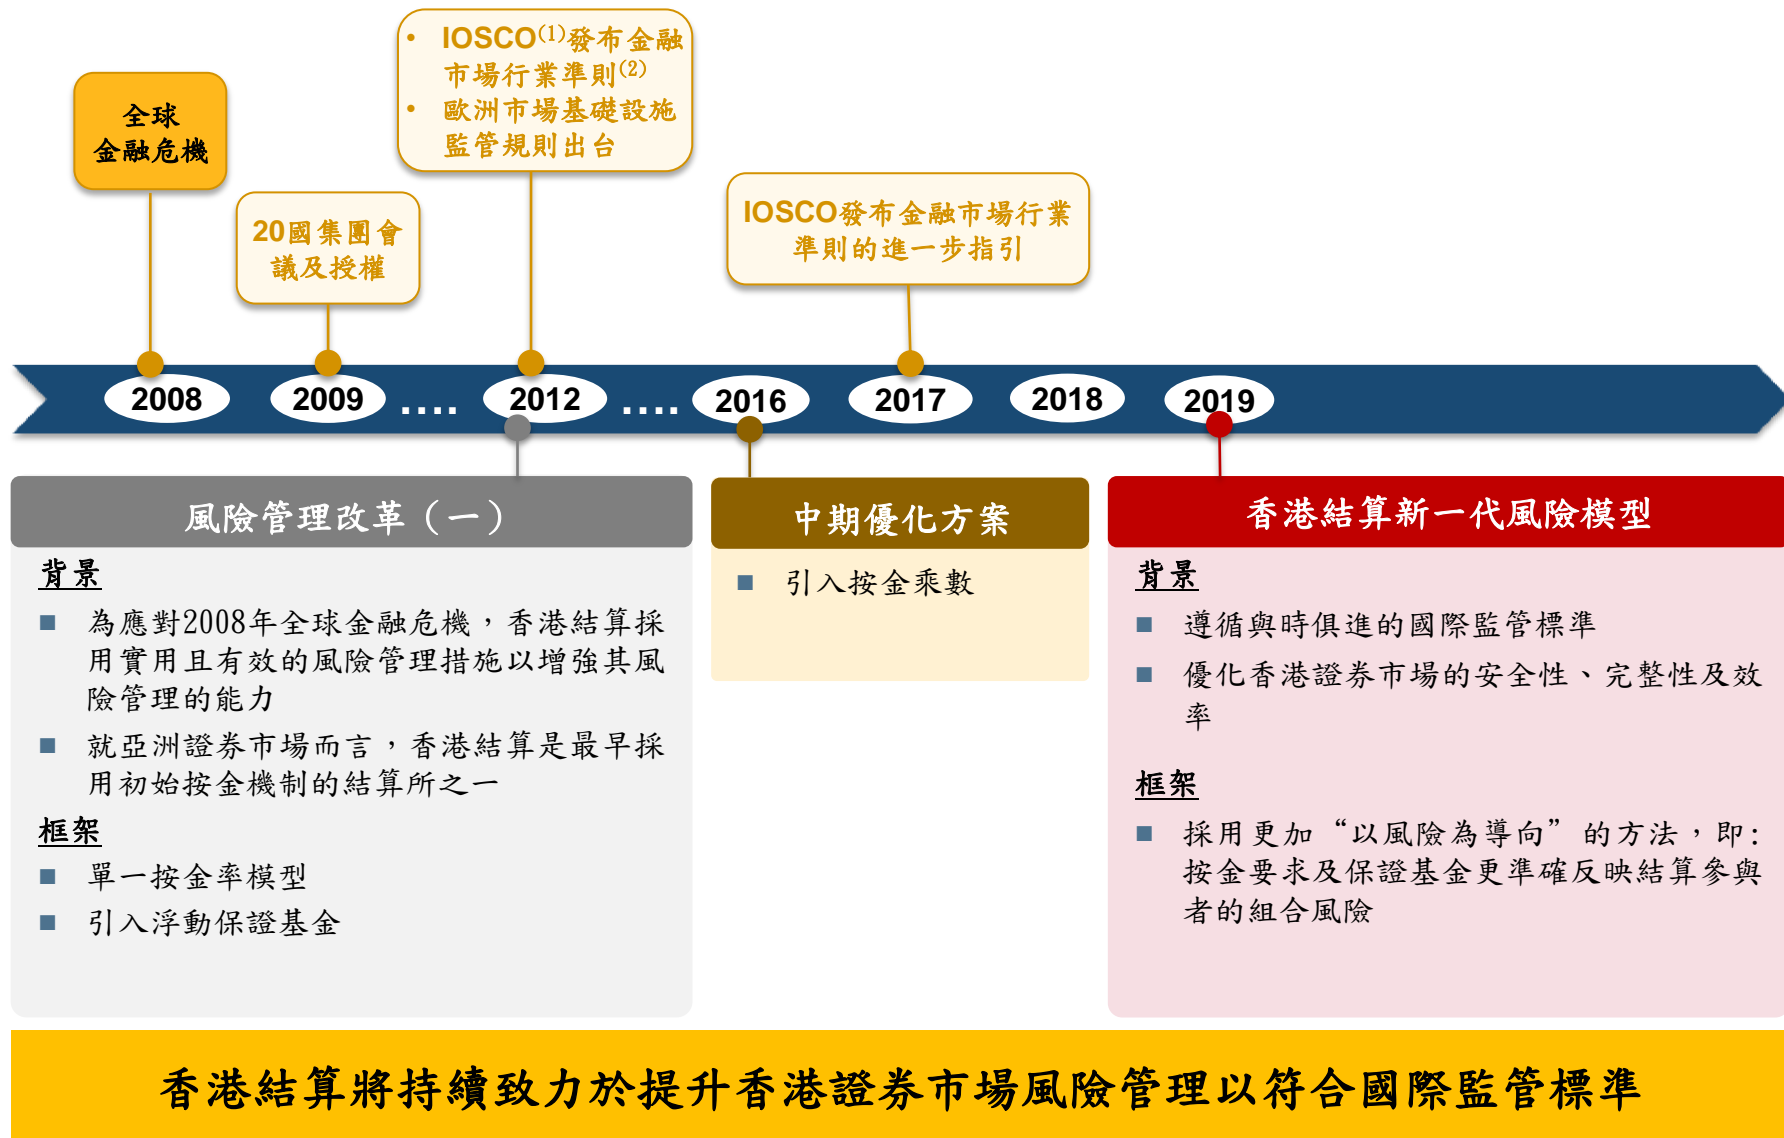 全球
金融危機
20國集團會
議及授權
• IOSCO(1)發布金融
市場行業準則(2)
• 歐洲市場基礎設施
監管規則出台
IOSCO發布金融市場行業
準則的進一步指引
2008
2009
....
2012
....
2016
2017
2018
2019
風險管理改革（一）
背景
■ 為應對2008年全球金融危機，香港結算採
用實用且有效的風險管理措施以增強其風
險管理的能力
■ 就亞洲證券市場而言，香港結算是最早採
用初始按金機制的結算所之一
框架
■ 單一按金率模型
■ 引入浮動保證基金
中期優化方案
■ 引入按金乘數
香港結算新一代風險模型
背景
■ 遵循與時俱進的國際監管標準
■ 優化香港證券市場的安全性、完整性及效
率
框架
■ 採用更加“以風險為導向”的方法，即:
按金要求及保證基金更準確反映結算參與
者的組合風險
香港結算將持續致力於提升香港證券市場風險管理以符合國際監管標準